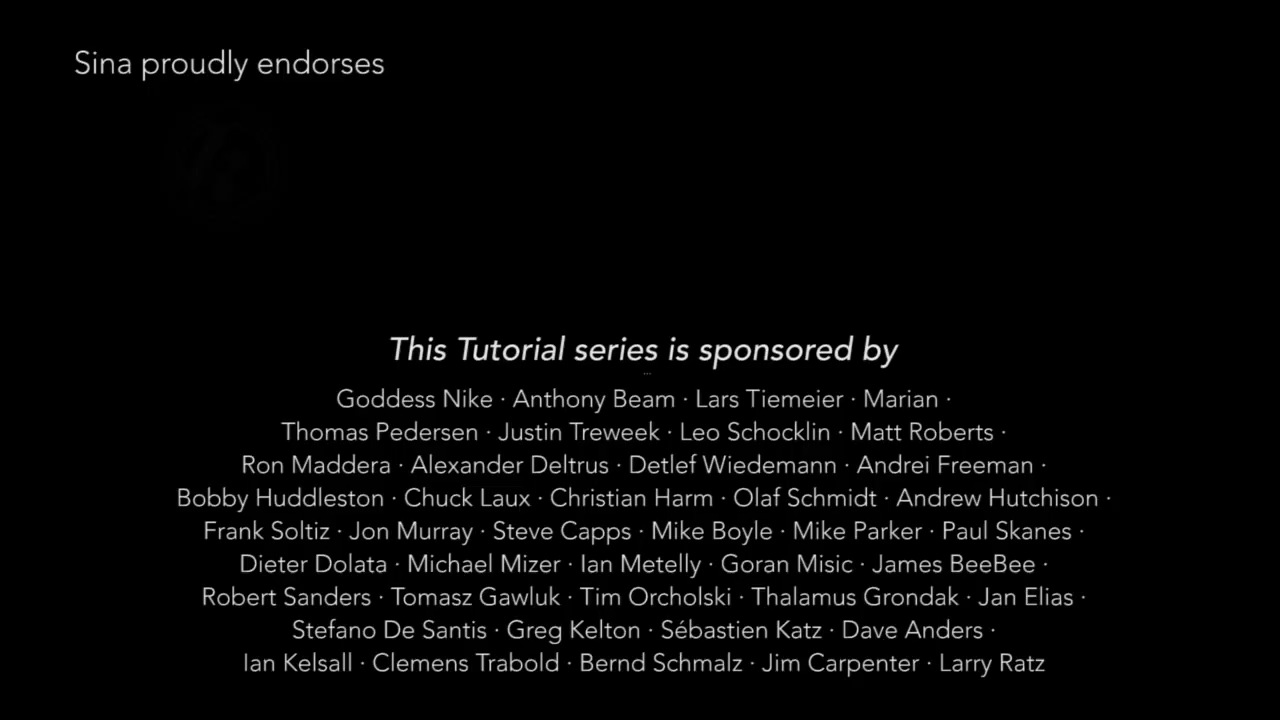 Sina proudly endorses
This Tutorial series is sponsored by
...
Goddess Nike · Anthony Beam · Lars Tiemeier · Marian ·
Thomas Pedersen · Justin Treweek · Leo Schocklin · Matt Roberts ·
Ron Maddera · Alexander Deltrus · Detlef Wiedemann · Andrei Freeman ·
Bobby Huddleston · Chuck Laux · Christian Harm · Olaf Schmidt · Andrew Hutchison ·
Frank Soltiz · Jon Murray · Steve Capps · Mike Boyle · Mike Parker · Paul Skanes ·
Dieter Dolata · Michael Mizer · Ian Metelly · Goran Misic · James BeeBee ·
Robert Sanders · Tomasz Gawluk · Tim Orcholski · Thalamus Grondak · Jan Elias ·
Stefano De Santis · Greg Kelton · Sébastien Katz · Dave Anders ·
Ian Kelsall · Clemens Trabold · Bernd Schmalz · Jim Carpenter · Larry Ratz